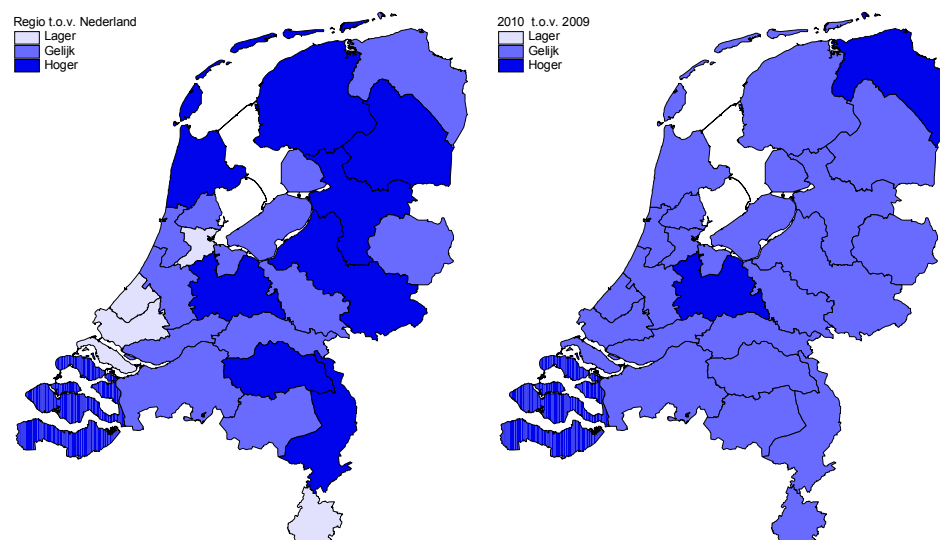 Regio t.o.v. Nederland
Lager
Gelijk
Hoger
2010 t.o.v. 2009
Lager
Gelijk
Hoger